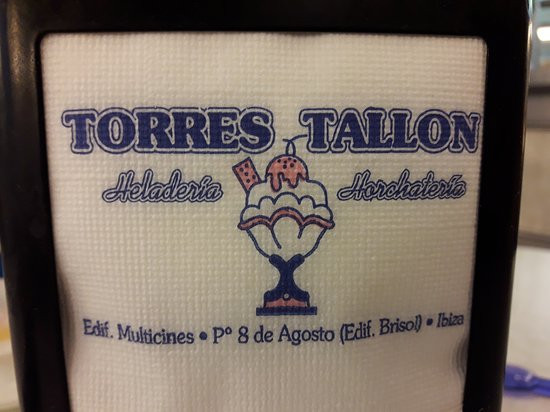 TORRES TALLON
Heladería Horchatería
Edif. Multicines • Pº 8 de Agosto (Edif. Brisol) • Ibiza